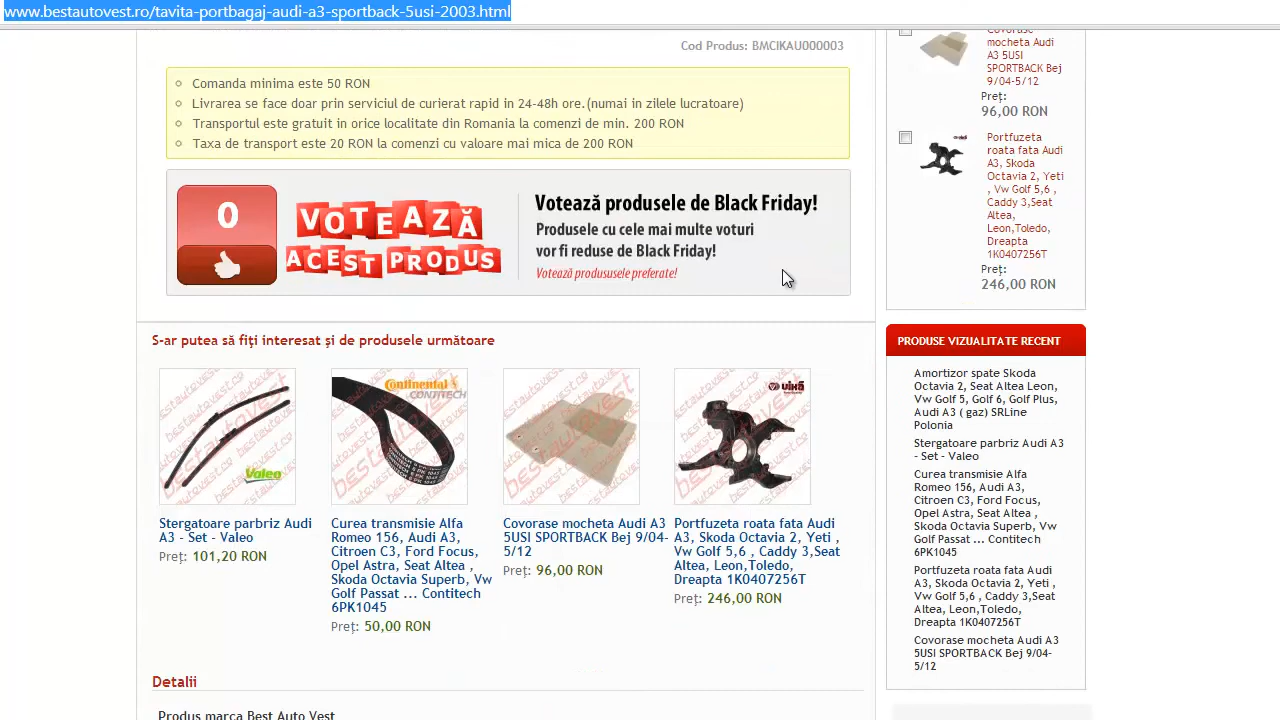 www.bestautovest.ro/tavita-portbagaj-audi-a3-sportback-5usi-2003.html
Cod Produs: BMCIKAU000003
Comanda minima este 50 RON
Livrarea se face doar prin serviciul de curierat rapid in 24-48h ore.(numai in zilele lucratoare)
Transportul este gratuit in orice localitate din Romania la comenzi de min. 200 RON
Taxa de transport este 20 RON la comenzi cu valoare mai mica de 200 RON
0
VOTEAZĂ
ACEST PRODUS
Votează produsele de Black Friday!
Produsele cu cele mai multe voturi
vor fi reduse de Black Friday!
Votează prodususele preferate!
S-ar putea să fiți interesat și de produsele următoare
Valeo
Stergatoare parbriz Audi
A3 - Set - Valeo
Preț: 101,20 RON
Continental
CONTITECH
Curea transmisie Alfa
Romeo 156, Audi A3,
Citroen C3, Ford Focus,
Opel Astra, Seat Altea ,
Skoda Octavia Superb, Vw
Golf Passat ... Contitech
6PK1045
Preț: 50,00 RON
Covorase mocheta Audi A3
5USI SPORTBACK Bej 9/04-
5/12
Preț: 96,00 RON
Portfuzeta roata fata Audi
A3, Skoda Octavia 2, Yeti ,
Vw Golf 5,6 , Caddy 3,Seat
Altea, Leon,Toledo,
Dreapta 1K0407256T
Preț: 246,00 RON
Detalii
Produs marca Best Auto Vest
Covorase
mocheta Audi
A3 5USI
SPORTBACK Bej
9/04-5/12
Preț:
96,00 RON
Portfuzeta
roata fata Audi
A3, Skoda
Octavia 2, Yeti
, Vw Golf 5,6 ,
Caddy 3,Seat
Altea,
Leon,Toledo,
Dreapta
1K0407256T
Preț:
246,00 RON
PRODUSE VIZUALITATE RECENT
Amortizor spate Skoda
Octavia 2, Seat Altea Leon,
Vw Golf 5, Golf 6, Golf Plus,
Audi A3 ( gaz) SRLine
Polonia
Stergatoare parbriz Audi A3
- Set - Valeo
Curea transmisie Alfa
Romeo 156, Audi A3,
Citroen C3, Ford Focus,
Opel Astra, Seat Altea ,
Skoda Octavia Superb, Vw
Golf Passat ... Contitech
6PK1045
Portfuzeta roata fata Audi
A3, Skoda Octavia 2, Yeti ,
Vw Golf 5,6 , Caddy 3,Seat
Altea, Leon,Toledo,
Dreapta 1K0407256T
Covorase mocheta Audi A3
5USI SPORTBACK Bej 9/04-
5/12